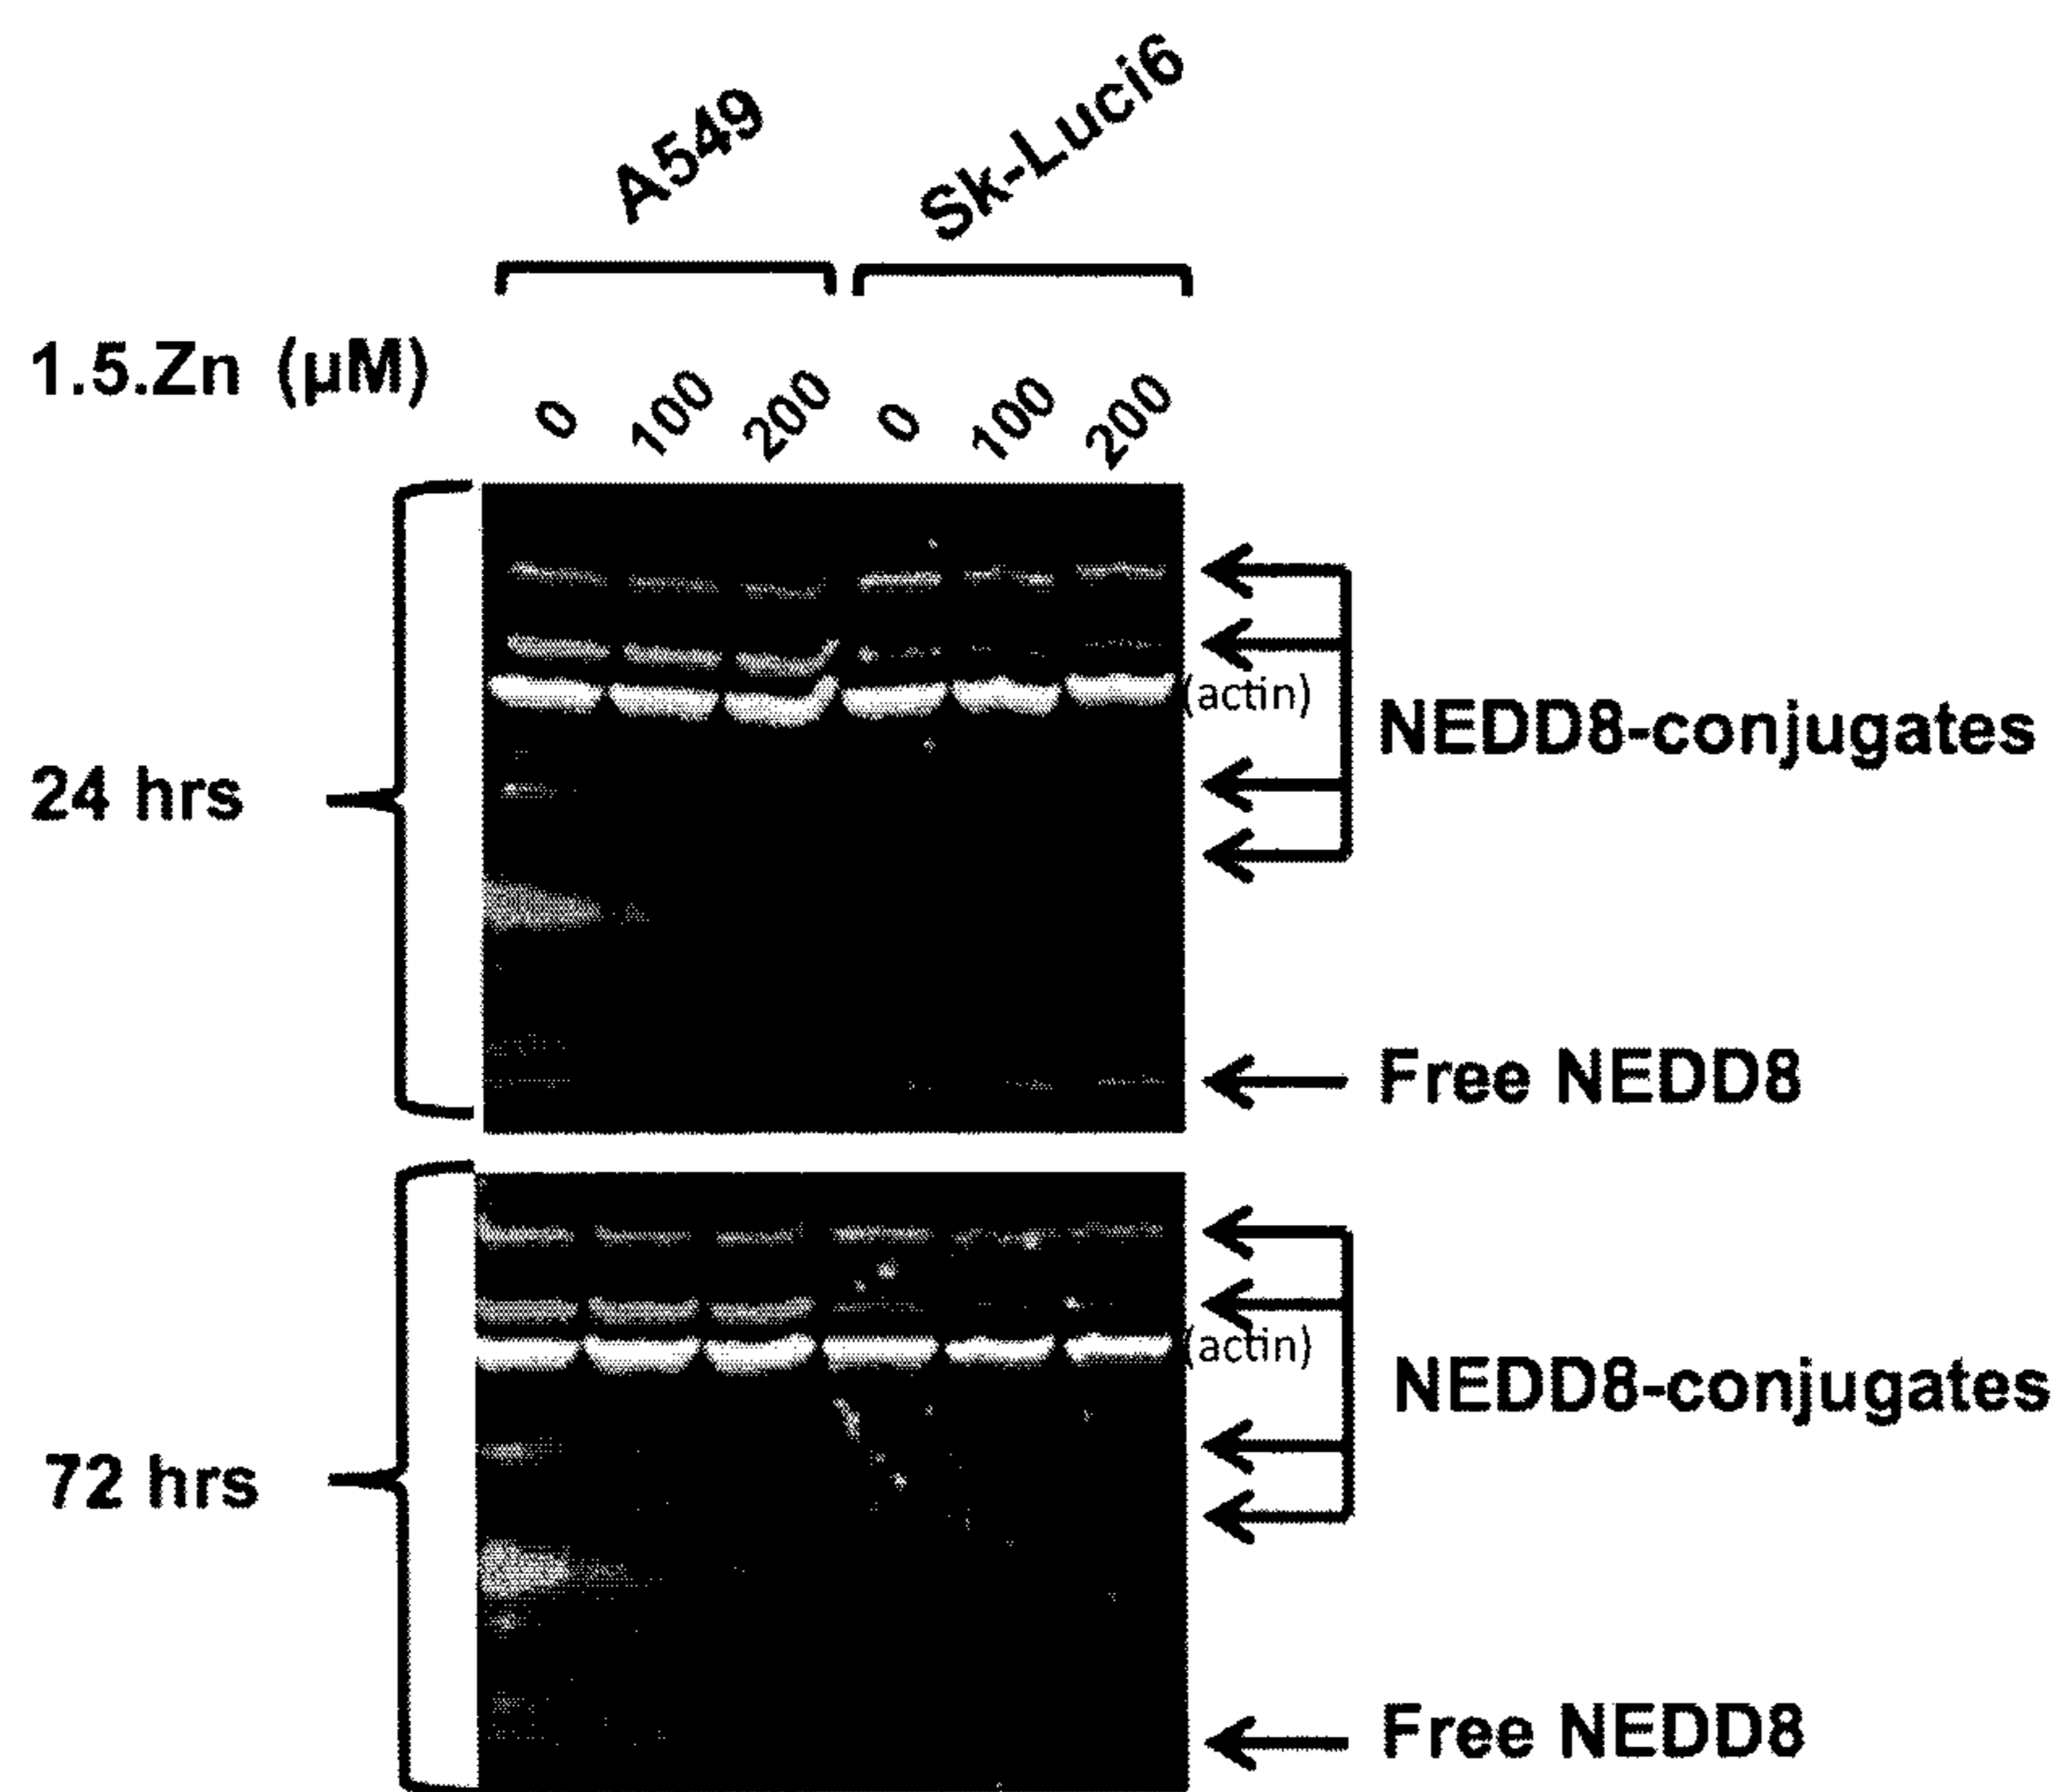 A549
Sk-Luci6
1.5.Zn (µM)
0
100
200
0
100
200
24 hrs
(actin)
NEDD8-conjugates
Free NEDD8
72 hrs
(actin)
NEDD8-conjugates
Free NEDD8